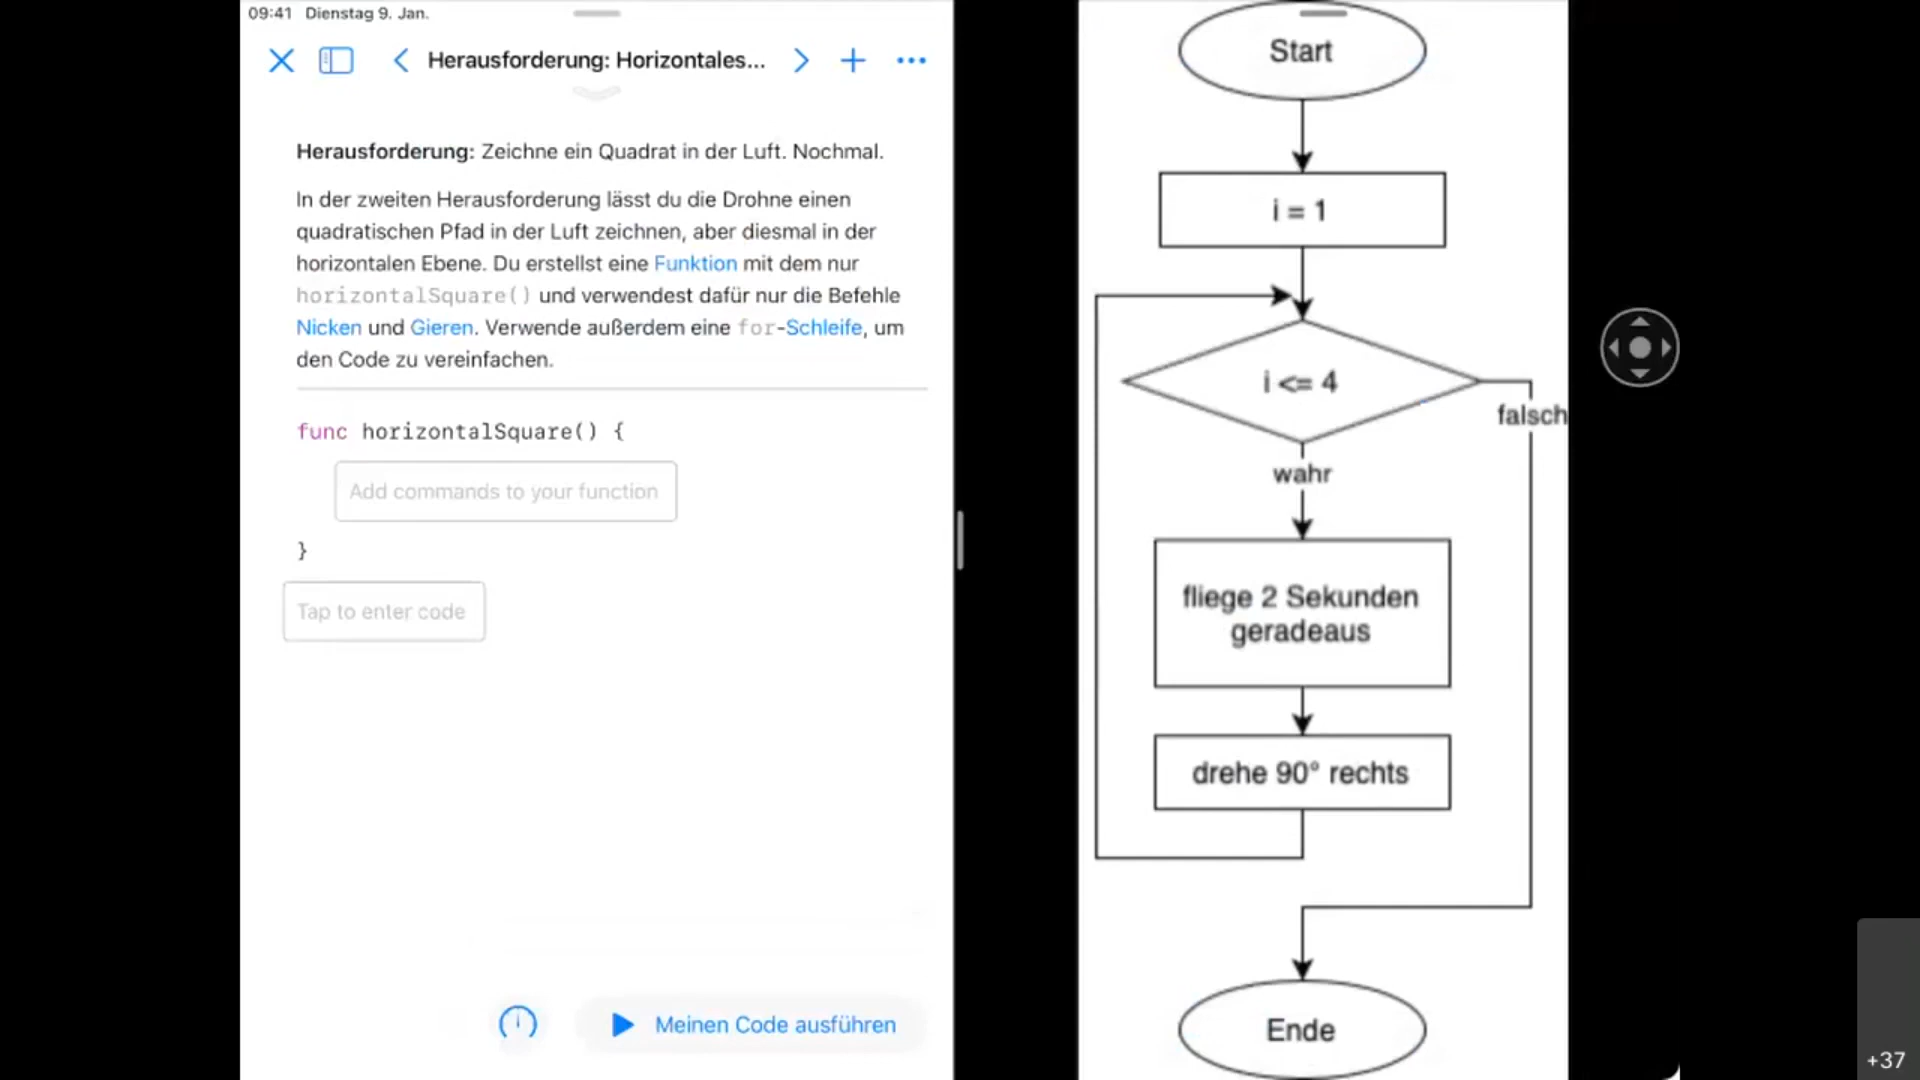 09:41 Dienstag 9. Jan.
Herausforderung: Horizontales...
Herausforderung: Zeichne ein Quadrat in der Luft. Nochmal.
In der zweiten Herausforderung lässt du die Drohne einen
quadratischen Pfad in der Luft zeichnen, aber diesmal in der
horizontalen Ebene. Du erstellst eine Funktion mit dem nur
horizontalSquare() und verwendest dafür nur die Befehle
Nicken und Gieren. Verwende außerdem eine for-Schleife, um
den Code zu vereinfachen.
func horizontalSquare() {
Add commands to your function
}
Tap to enter code
Meinen Code ausführen
Start
i = 1
i <= 4
falsch
wahr
fliege 2 Sekunden
geradeaus
drehe 90° rechts
Ende
+37